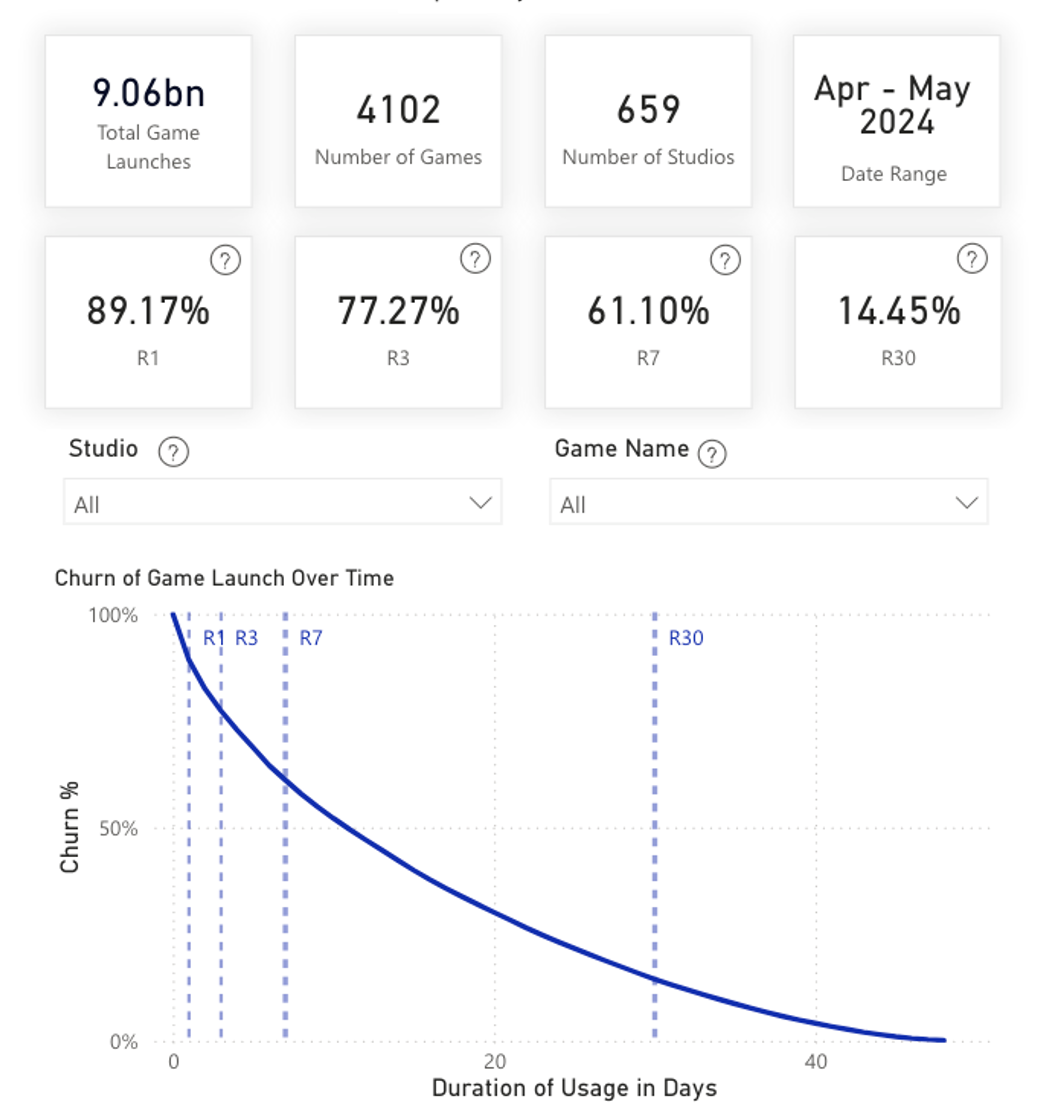 9.06bn
Total Game
Launches
4102
Number of Games
659
Number of Studios
Apr - May
2024
Date Range
?
89.17%
R1
?
77.27%
R3
?
61.10%
R7
?
14.45%
R30
Studio ?
All
Game Name ?
All
Churn of Game Launch Over Time
100%
50%
0%
Churn %
R1
R3
R7
R30
0
20
40
Duration of Usage in Days